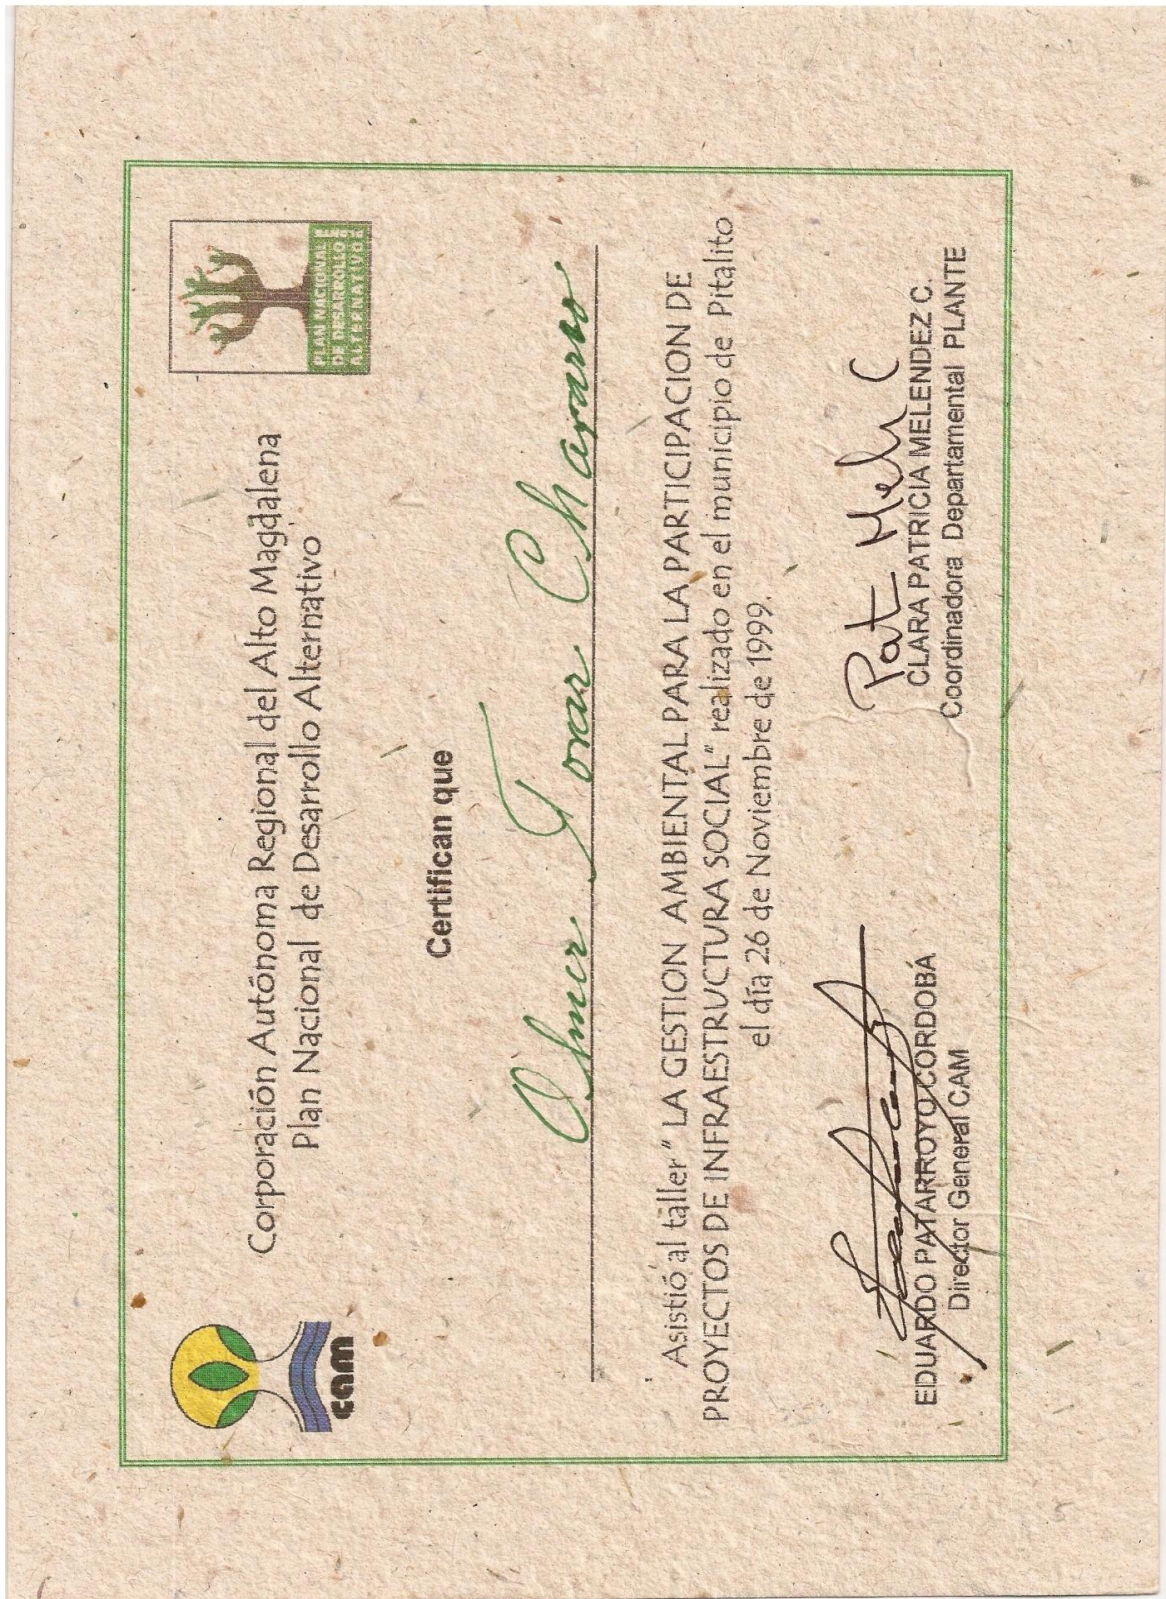 cam
Corporación Autónoma Regional del Alto Magdalena
Plan Nacional de Desarrollo Alternativo
PLAN NACIONAL
DE DESARROLLO
ALTERNATIVO
Certifican que
Olmer Tovar Chavarro
Asistió al taller " LA GESTION AMBIENTAL PARA LA PARTICIPACION DE
PROYECTOS DE INFRAESTRUCTURA SOCIAL" realizado en el municipio de Pitalito
el día 26 de Noviembre de 1999.
EDUARDO PATARROYO CORDOBÁ
Director General CAM
Pat Mel C
CLARA PATRICIA MELENDEZ C.
Coordinadora Departamental PLANTE